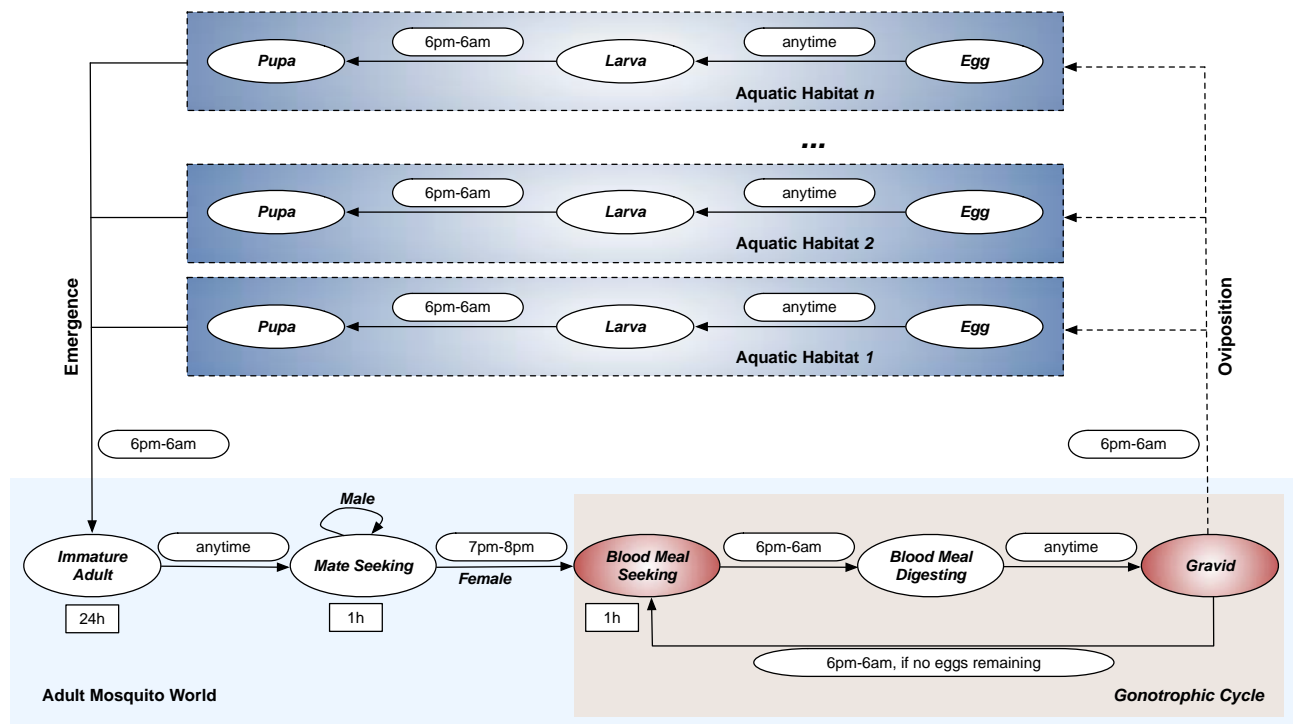 6pm-6am
anytime
Pupa
Larva
Egg
Aquatic Habitat n
...
6pm-6am
anytime
Pupa
Larva
Egg
Aquatic Habitat 2
6pm-6am
anytime
Pupa
Larva
Egg
Aquatic Habitat 1
Emergence
Oviposition
6pm-6am
6pm-6am
Male
anytime
7pm-8pm
6pm-6am
anytime
Immature
Adult
Mate Seeking
Female
Blood Meal
Seeking
Blood Meal
Digesting
Gravid
24h
1h
1h
6pm-6am, if no eggs remaining
Adult Mosquito World
Gonotrophic Cycle